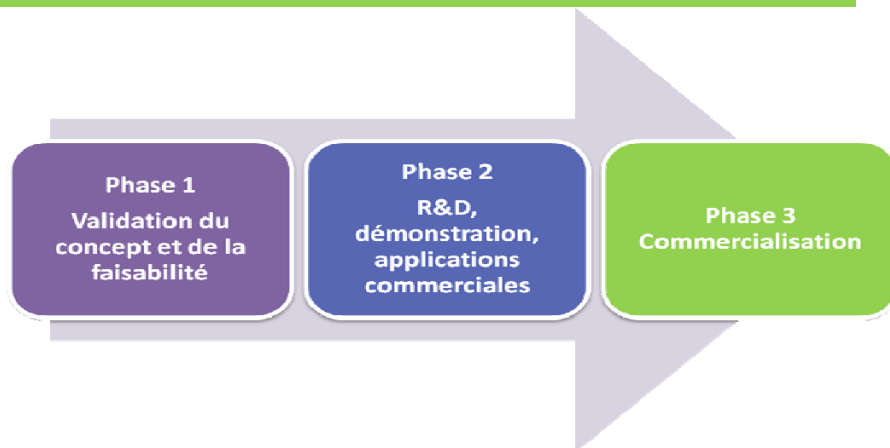 Phase 1
Validation du
concept et de la
faisabilité
Phase 2
R&D,
démonstration,
applications
commerciales
Phase 3
Commercialisation